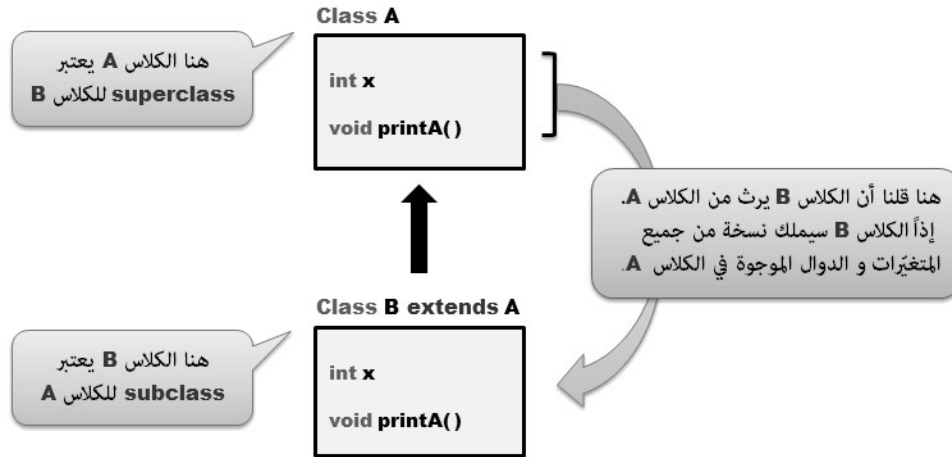 Class A
هنا الكلاس A يعتبر
superclass للكلاس B
int x
void printA( )
هنا قلنا أن الكلاس B يرث من الكلاس A.
إذاً الكلاس B سيملك نسخة من جميع
المتغيّرات و الدوال الموجوة في الكلاس A.
Class B extends A
هنا الكلاس B يعتبر
subclass للكلاس A
int x
void printA( )